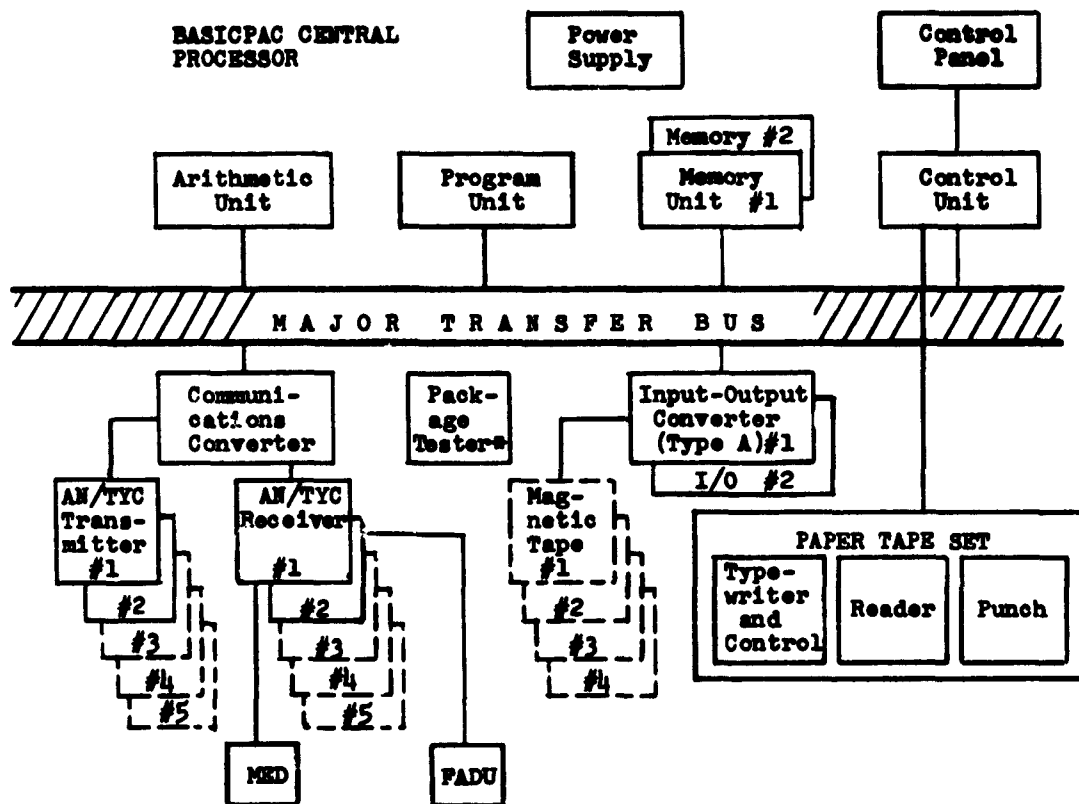 BASICPAC CENTRAL
PROCESSOR
Power
Supply
Control
Panel
Memory #2
Arithmetic
Unit
Program
Unit
Memory
Unit #1
Control
Unit
MAJOR TRANSFER BUS
Communi-
cations
Converter
Pack-
age
Tester*
Input-Output
Converter
(Type A)#1
I/O #2
AN/TYC
Trans-
mitter
#1
#2
#3
#4
#5
AN/TYC
Receiver
#1
#2
#3
#4
#5
Mag-
netic
Tape
#1
#2
#3
#4
PAPER TAPE SET
Type-
writer
and
Control
Reader
Punch
MED
FADU